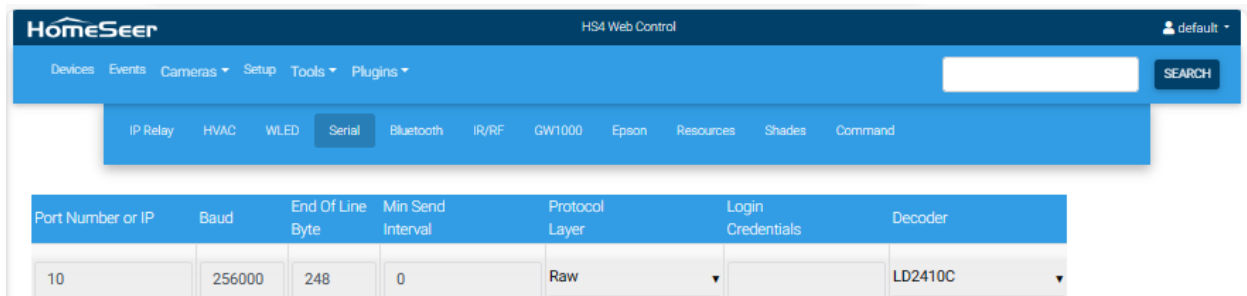 HomeSeer HS4 Web Control default
Devices Events Cameras Setup Tools Plugins SEARCH
IP Relay HVAC WLED Serial Bluetooth IR/RF GW1000 Epson Resources Shades Command
Port Number or IP Baud End Of Line Byte Min Send Interval Protocol Layer Login Credentials Decoder
10 256000 248 0 Raw LD2410C